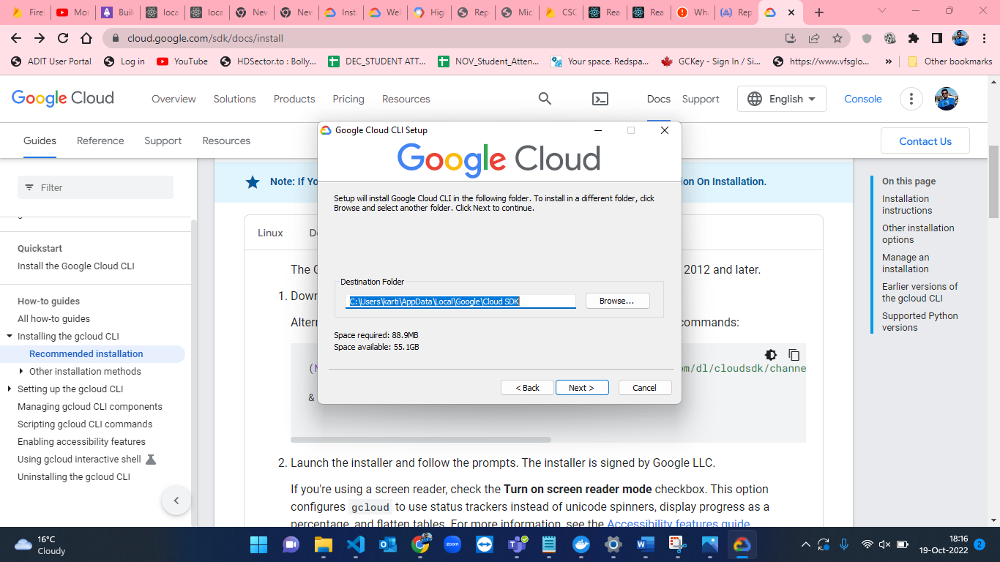 Fire
Mor
Buil
loca
loca
Nev
Nev
Inst
We
High
Rep
Mic
CSC
Rea
Rea
Wh
Rep
cloud.google.com/sdk/docs/install
ADIT User Portal
Log in
YouTube
HDSector.to : Bolly...
DEC_STUDENT ATT...
NOV_Student_Atten...
Your space. Redspa...
GCKey - Sign In / Si...
https://www.vfsglo...
»
Other bookmarks
Google Cloud
Overview
Solutions
Products
Pricing
Resources
Docs
Support
English
Console
Guides
Reference
Support
Resources
Contact Us
Filter
Quickstart
Install the Google Cloud CLI
How-to guides
All how-to guides
Installing the gcloud CLI
Recommended installation
Other installation methods
Setting up the gcloud CLI
Managing gcloud CLI components
Scripting gcloud CLI commands
Enabling accessibility features
Using gcloud interactive shell
Uninstalling the gcloud CLI
Note: If Yo
on On Installation.
Linux
De
The G
2012 and later.
1. Down
Altern
commands:
(N
om/dl/cloudsdk/channe
&
2. Launch the installer and follow the prompts. The installer is signed by Google LLC.
If you're using a screen reader, check the Turn on screen reader mode checkbox. This option
configures gcloud to use status trackers instead of unicode spinners, display progress as a
percentage, and flatten tables. For more information, see the Accessibility features guide
Google Cloud CLI Setup
Google Cloud
Setup will install Google Cloud CLI in the following folder. To install in a different folder, click
Browse and select another folder. Click Next to continue.
Destination Folder
C:\Users\karti\AppData\Local\Google\Cloud SDK
Browse...
Space required: 88.9MB
Space available: 55.1GB
< Back
Next >
Cancel
On this page
Installation
instructions
Other installation
options
Manage an
installation
Earlier versions of
the gcloud CLI
Supported Python
versions
16°C
Cloudy
zoom
18:16
19-Oct-2022
2